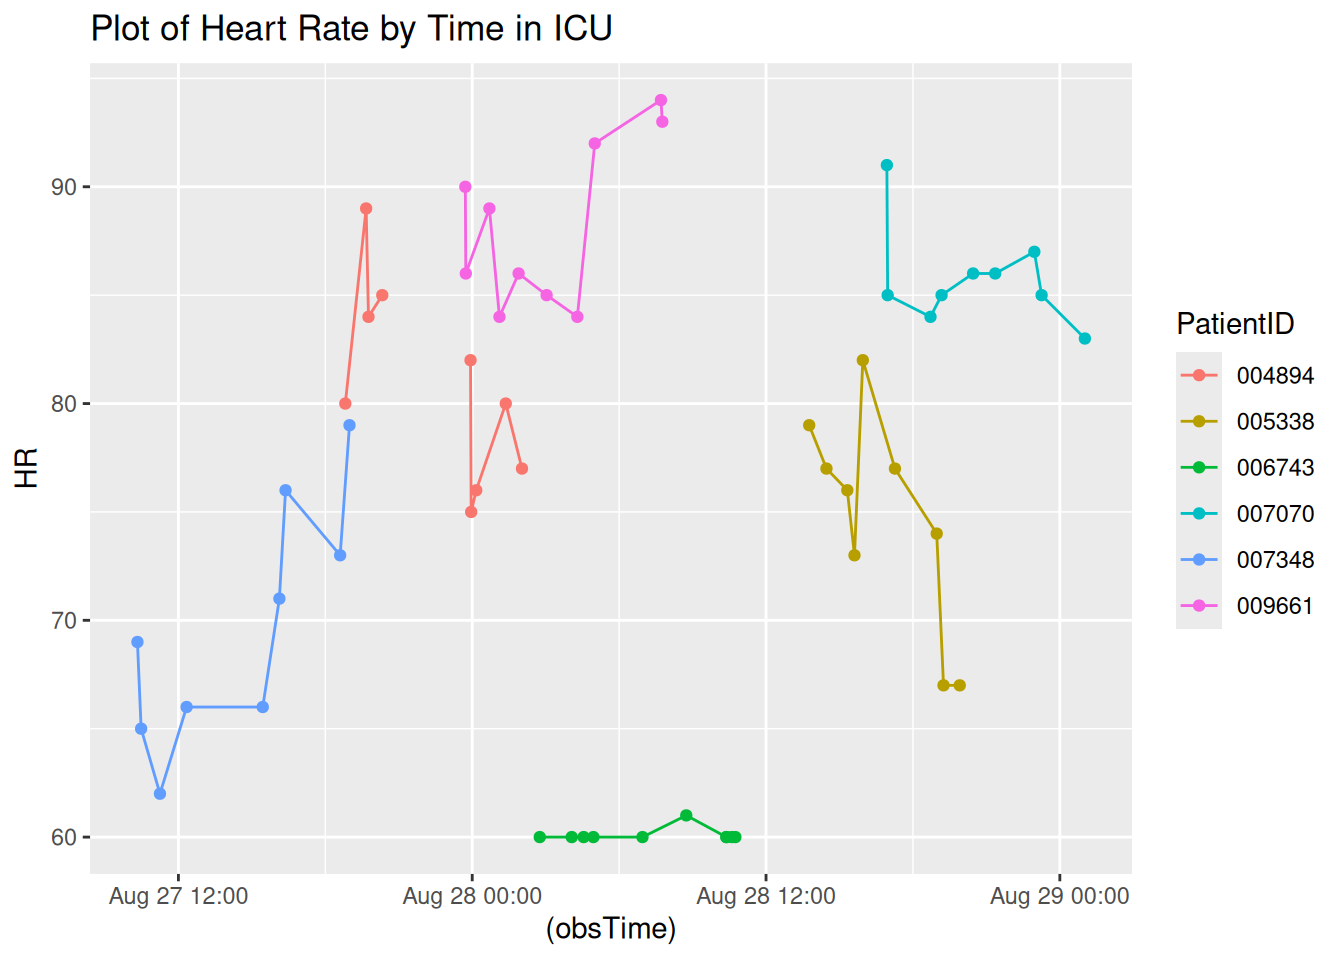 Plot of Heart Rate by Time in ICU
90
80
70
60
HR
Aug 27 12:00
Aug 28 00:00
Aug 28 12:00
Aug 29 00:00
(obsTime)
PatientID
004894
005338
006743
007070
007348
009661